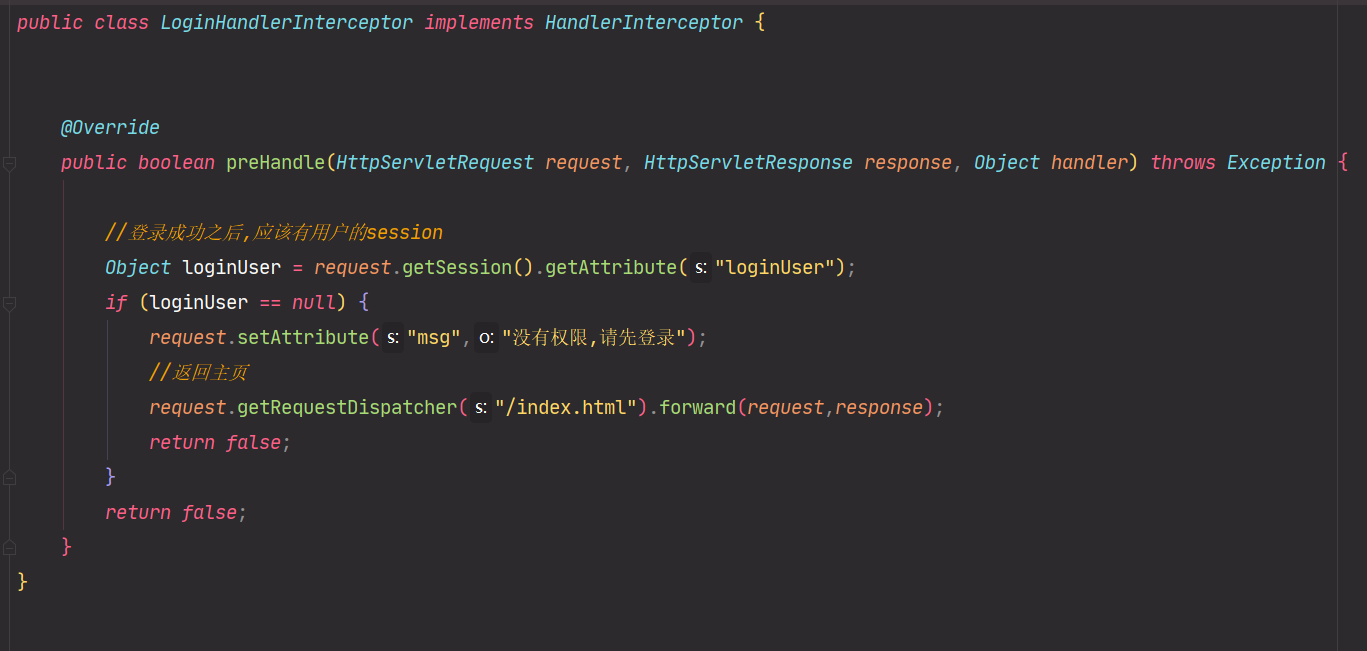 public class LoginHandlerInterceptor implements HandlerInterceptor {
@Override
public boolean preHandle(HttpServletRequest request, HttpServletResponse response, Object handler) throws Exception {
//登录成功之后,应该有用户的session
Object loginUser = request.getSession().getAttribute( s: "loginUser");
if (loginUser == null) {
request.setAttribute( s: "msg", o: "没有权限,请先登录");
//返回主页
request.getRequestDispatcher( s: "/index.html").forward(request,response);
return false;
}
return false;
}
}